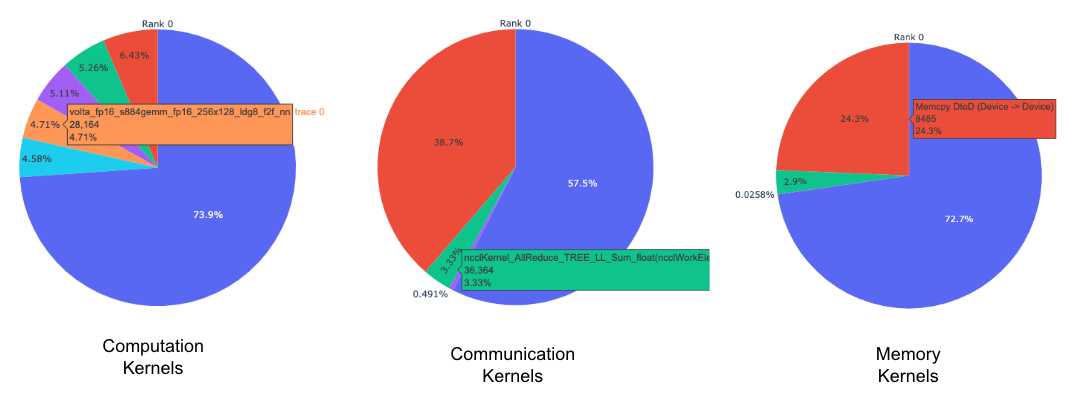 Rank 0
6.43%
5.26%
5.11%
4.71%
4.58%
73.9%
volta_fp16_s884gemm_fp16_256x128_ldg8_f2f_nn trace 0
28,164
4.71%
Computation
Kernels
Rank 0
38.7%
57.5%
3.33%
0.491%
ncclKernel_AllReduce_TREE_LL_Sum_float(ncclWorkEle
36,364
3.33%
Communication
Kernels
Rank 0
24.3%
2.9%
0.0258%
72.7%
Memcpy DtoD (Device -> Device)
8485
24.3%
Memory
Kernels